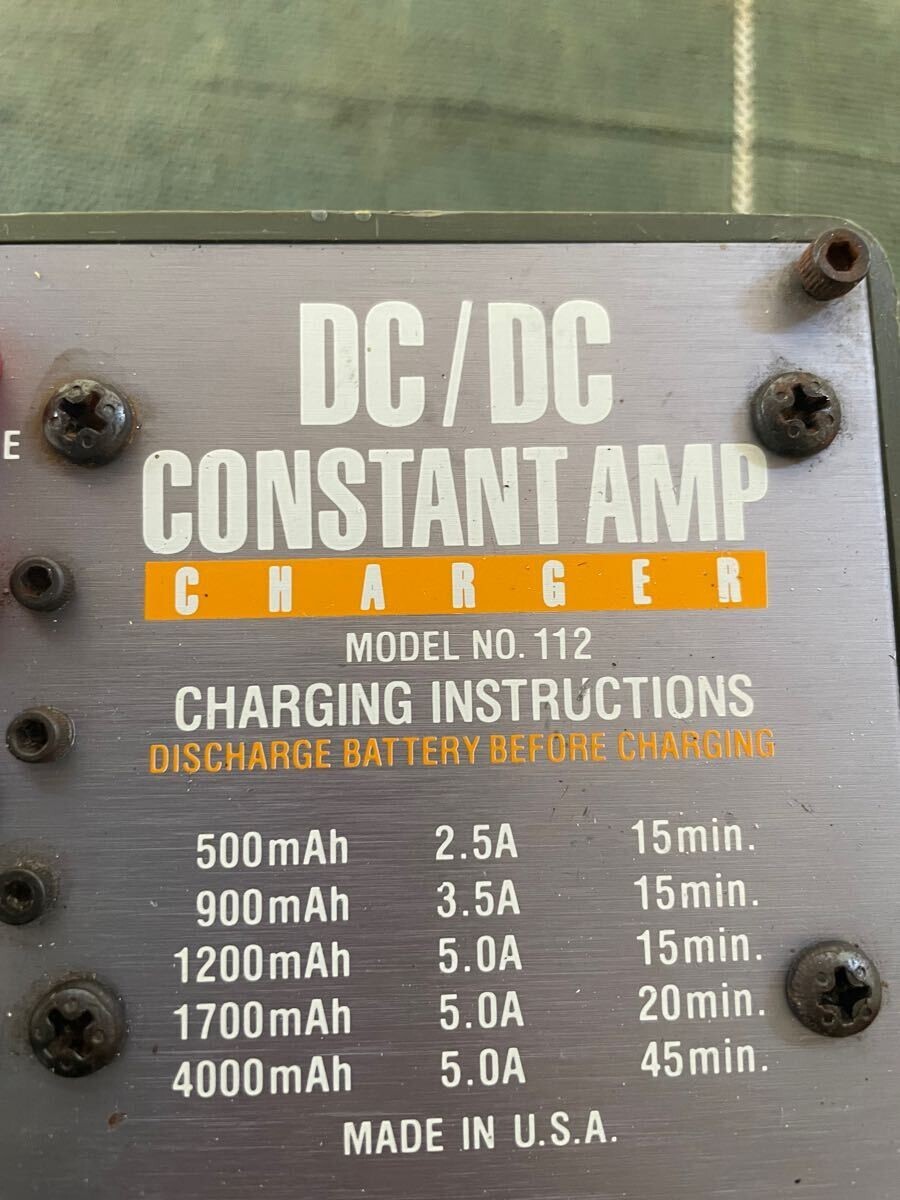 DC/DC
CONSTANT AMP
CHARGER
MODEL NO. 112
CHARGING INSTRUCTIONS
DISCHARGE BATTERY BEFORE CHARGING
500mAh 2.5A 15min.
900mAh 3.5A 15min.
1200mAh 5.0A 15min.
1700mAh 5.0A 20min.
4000mAh 5.0A 45min.
MADE IN U.S.A.
E